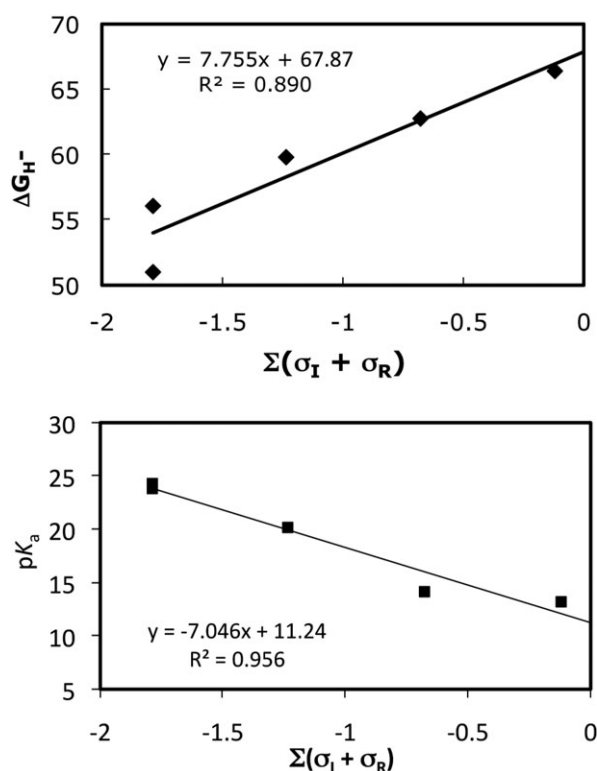 70
65
60
55
50
y = 7.755x + 67.87
R² = 0.890
ΔG_H-
-2
-1.5
-1
-0.5
0
Σ(σ_I + σ_R)
30
25
20
15
10
5
pK_a
y = -7.046x + 11.24
R² = 0.956
-2
-1.5
-1
-0.5
0
Σ(σ_I + σ_R)